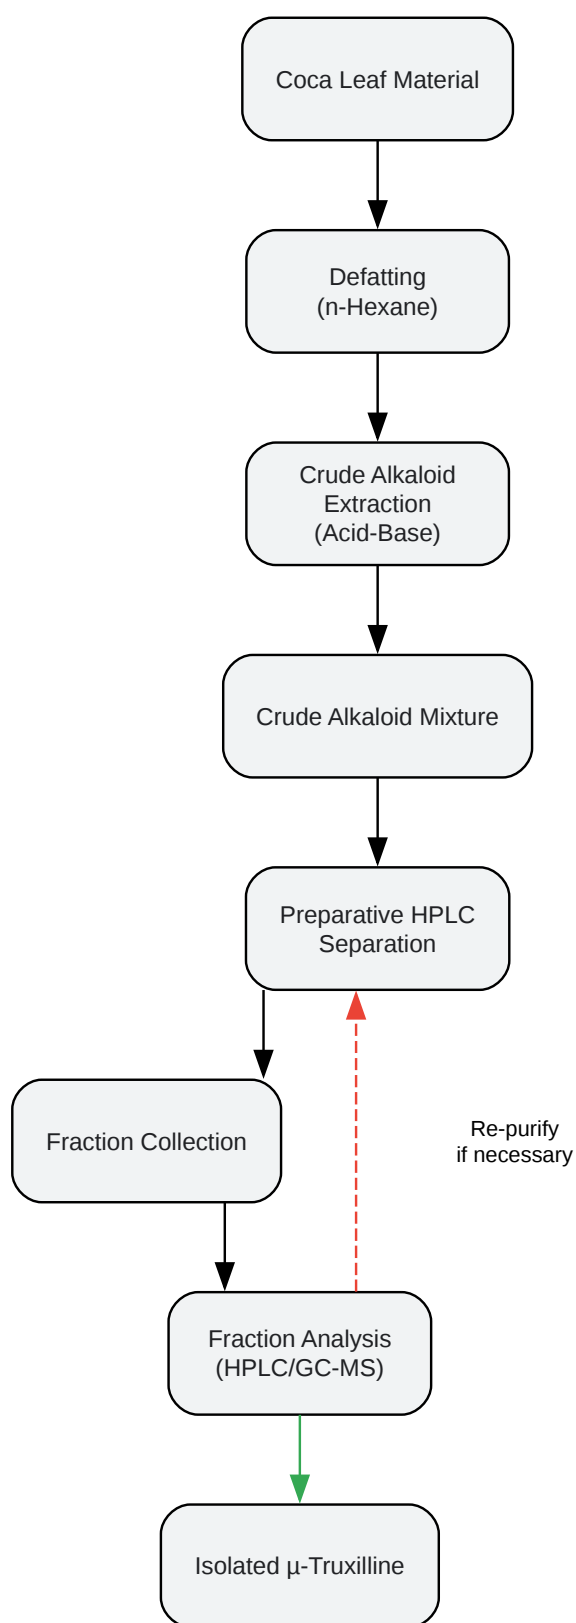 Coca Leaf Material
Defatting
(n-Hexane)
Crude Alkaloid
Extraction
(Acid-Base)
Crude Alkaloid Mixture
Preparative HPLC
Separation
Fraction Collection
Re-purify
if necessary
Fraction Analysis
(HPLC/GC-MS)
Isolated µ-Truxilline